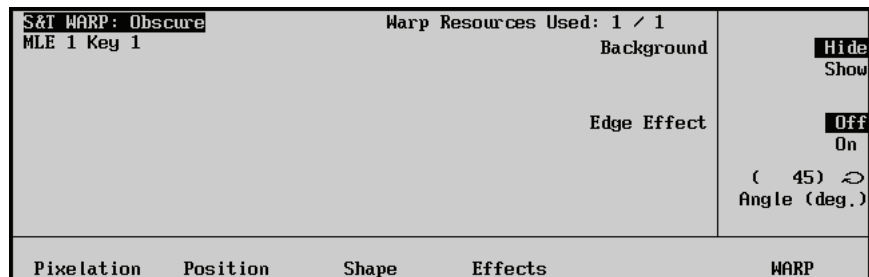 S&T WARP: Obscure
Warp Resources Used: 1 / 1
MLE 1 Key 1
Background
Hide
Show
Edge Effect
Off
On
( 45)
Angle (deg.)
Pixelation
Position
Shape
Effects
WARP